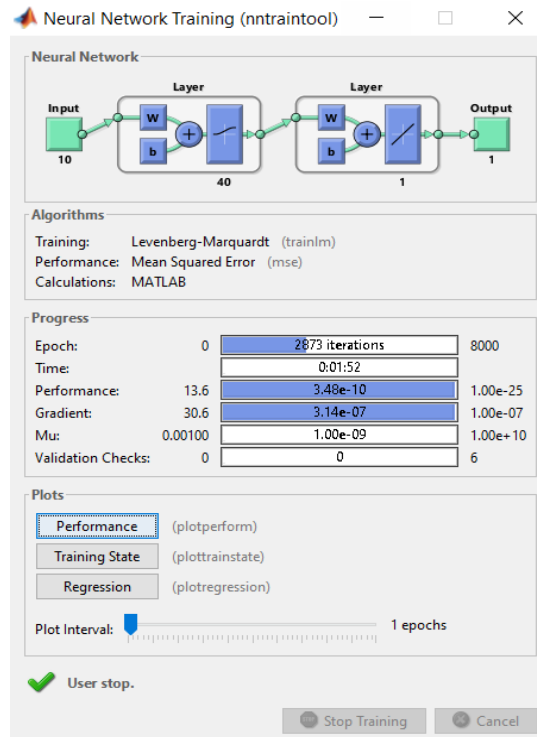 Neural Network Training (nntraintool)
Neural Network
Layer Layer
Input Output
W W
b b
10 1
40 1
Algorithms
Training: Levenberg-Marquardt (trainlm)
Performance: Mean Squared Error (mse)
Calculations: MATLAB
Progress
Epoch: 0 2873 iterations 8000
Time: 0:01:52
Performance: 13.6 3.48e-10 1.00e-25
Gradient: 30.6 3.14e-07 1.00e-07
Mu: 0.00100 1.00e-09 1.00e+10
Validation Checks: 0 0 6
Plots
Performance (plotperform)
Training State (plottrainstate)
Regression (plotregression)
Plot Interval: 1 epochs
User stop.
Stop Training Cancel